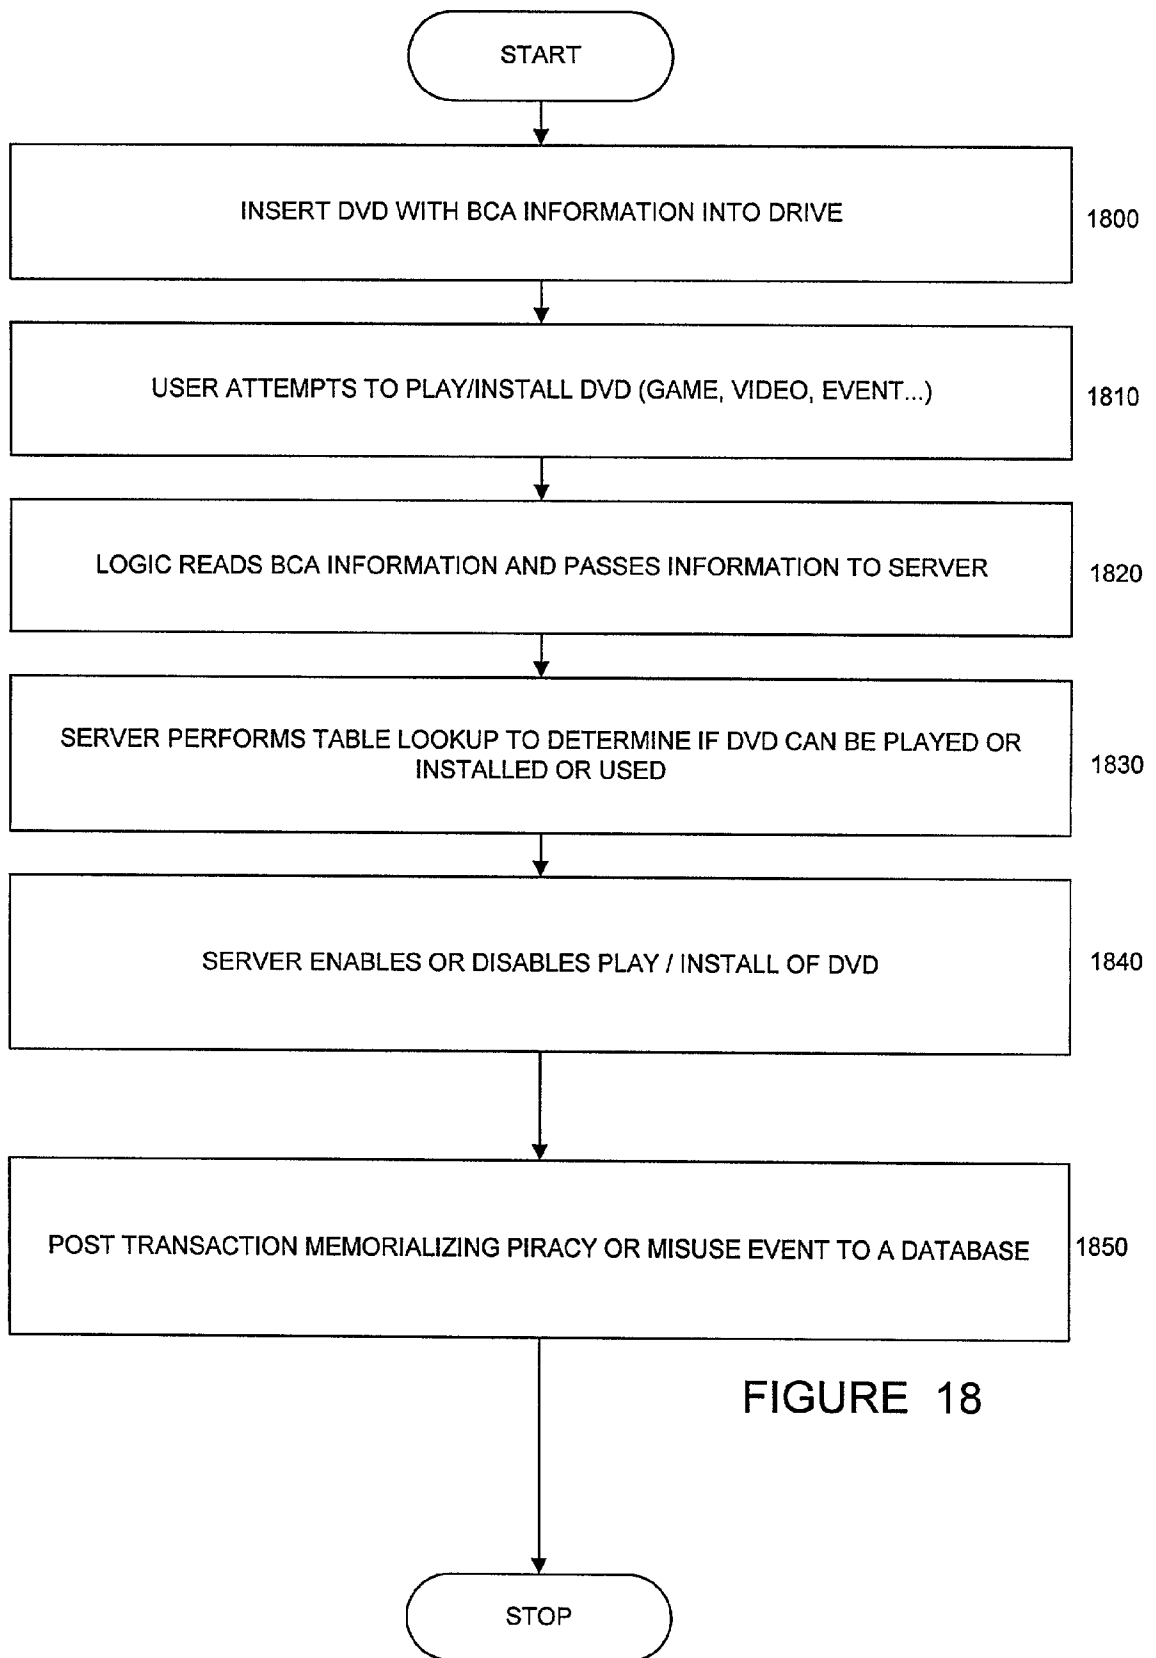 START
INSERT DVD WITH BCA INFORMATION INTO DRIVE
1800
USER ATTEMPTS TO PLAY/INSTALL DVD (GAME, VIDEO, EVENT...)
1810
LOGIC READS BCA INFORMATION AND PASSES INFORMATION TO SERVER
1820
SERVER PERFORMS TABLE LOOKUP TO DETERMINE IF DVD CAN BE PLAYED OR
INSTALLED OR USED
1830
SERVER ENABLES OR DISABLES PLAY / INSTALL OF DVD
1840
POST TRANSACTION MEMORIALIZING PIRACY OR MISUSE EVENT TO A DATABASE
1850
FIGURE 18
STOP